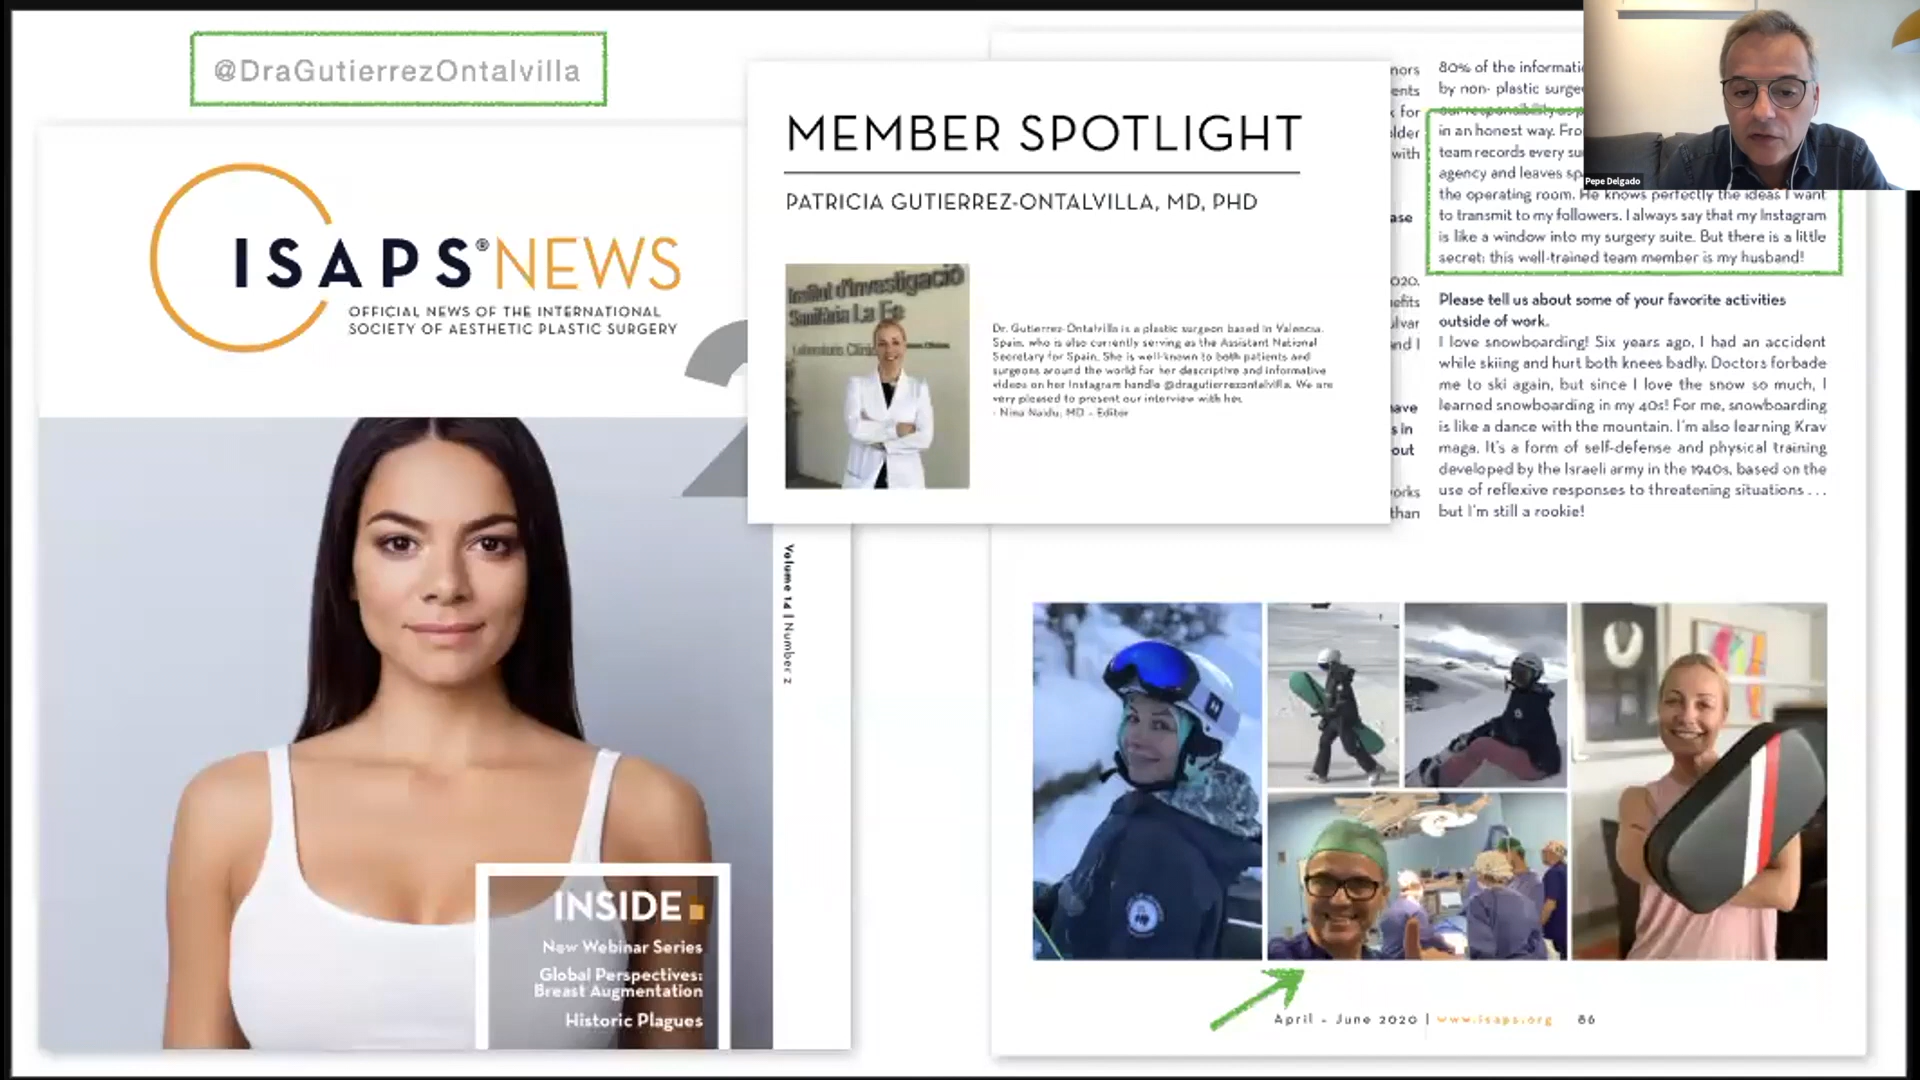 @DraGutierrezOntalvilla
ISAPS®NEWS
OFFICIAL NEWS OF THE INTERNATIONAL
SOCIETY OF AESTHETIC PLASTIC SURGERY
2
Volume 14 | Number 2
INSIDE
New Webinar Series
Global Perspectives:
Breast Augmentation
Historic Plagues
MEMBER SPOTLIGHT
PATRICIA GUTIERREZ-ONTALVILLA, MD, PHD
Institut d'Investigació
Sanitària La Fe
Dr. Gutierrez-Ontalvilla is a plastic surgeon based in Valencia,
Spain, who is also currently serving as the Assistant National
Secretary for Spain. She is well-known to both patients and
surgeons around the world for her descriptive and informative
videos on her Instagram handle @dragutierrezontalvilla. We are
very pleased to present our interview with her.
- Nina Naidu, MD - Editor
for
with
020.
and I
s in
than
80% of the
by non- plastic
our responsibility as
in an honest way.
team records every
agency and leaves
the operating room. He knows perfectly the ideas I want
to transmit to my followers. I always say that my Instagram
is like a window into my surgery suite. But there is a little
secret: this well-trained team member is my husband!
Please tell us about some of your favorite activities
outside of work.
I love snowboarding! Six years ago, I had an accident
while skiing and hurt both knees badly. Doctors forbade
me to ski again, but since I love the snow so much, I
learned snowboarding in my 40s! For me, snowboarding
is like a dance with the mountain. I'm also learning Krav
maga. It's a form of self-defense and physical training
developed by the Israeli army in the 1940s, based on the
use of reflexive responses to threatening situations . . .
but I'm still a rookie!
Pepe Delgado
April - June 2020 | www.isaps.org 86